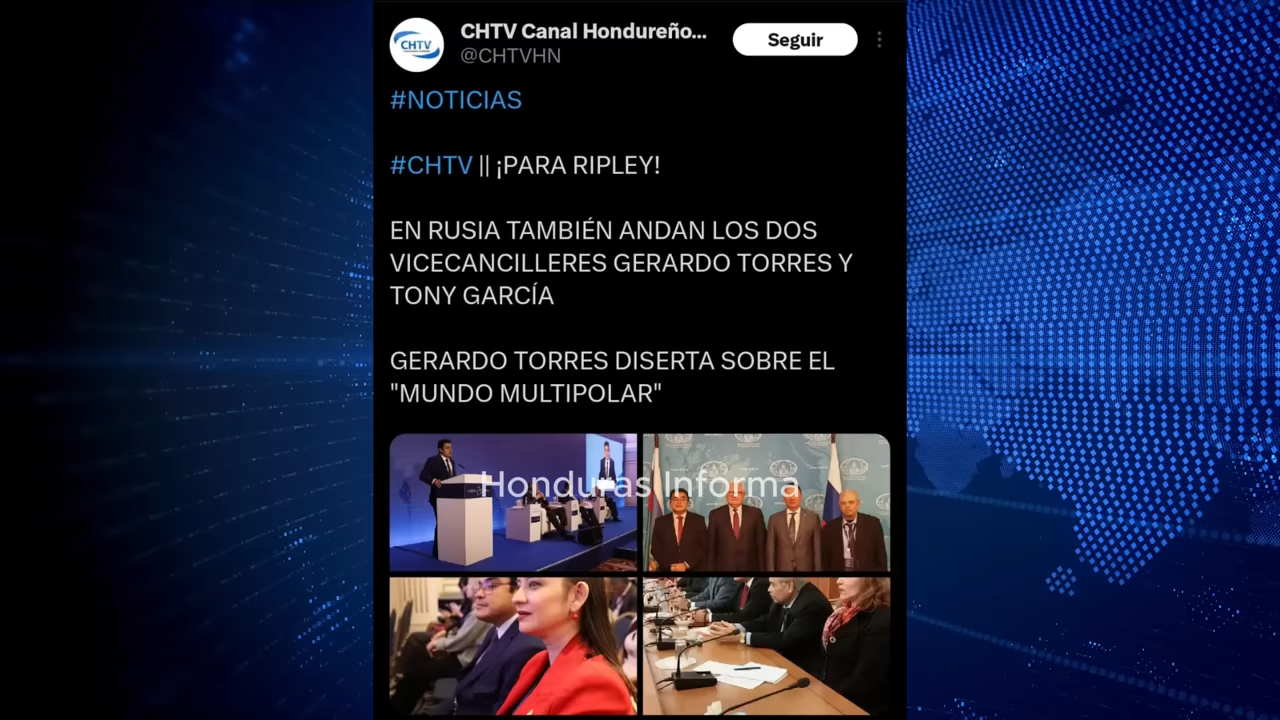 CHTV
CHTV Canal Hondureño...
@CHTVHN
Seguir
#NOTICIAS
#CHTV || ¡PARA RIPLEY!
EN RUSIA TAMBIÉN ANDAN LOS DOS
VICECANCILLERES GERARDO TORRES Y
TONY GARCÍA
GERARDO TORRES DISERTA SOBRE EL
"MUNDO MULTIPOLAR"
Honduras Informa